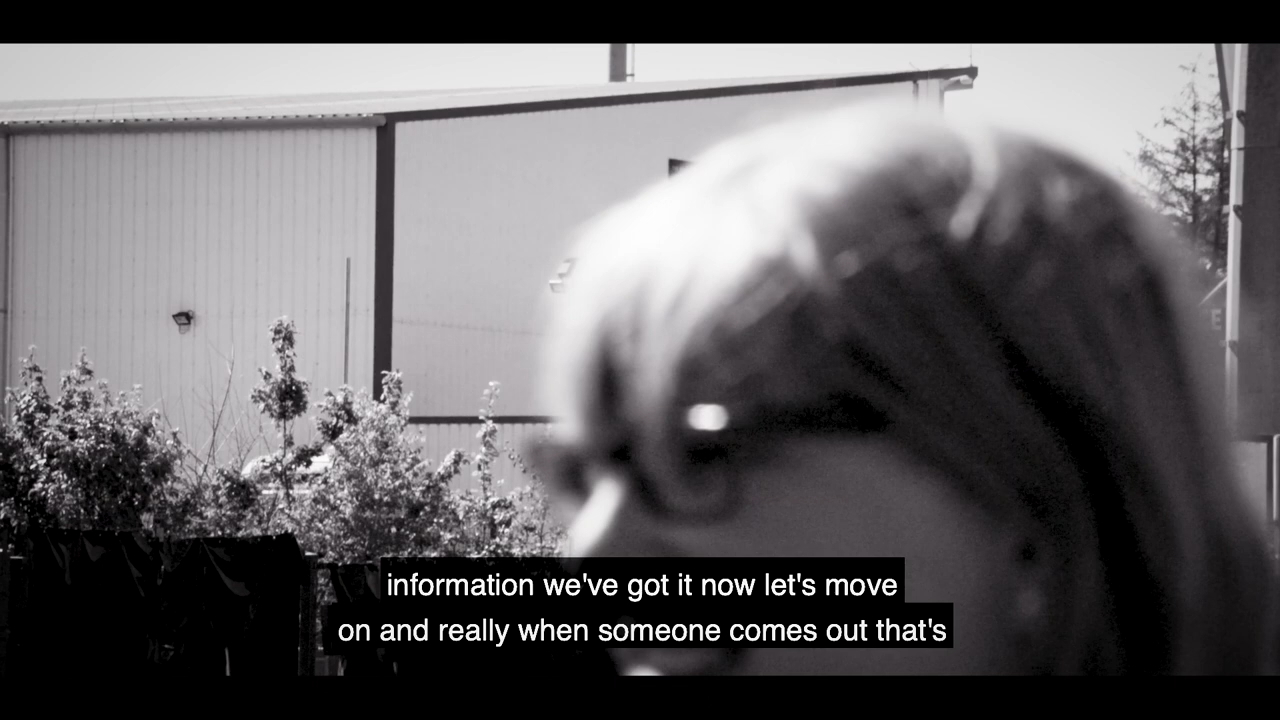 information we've got it now let's move
on and really when someone comes out that's